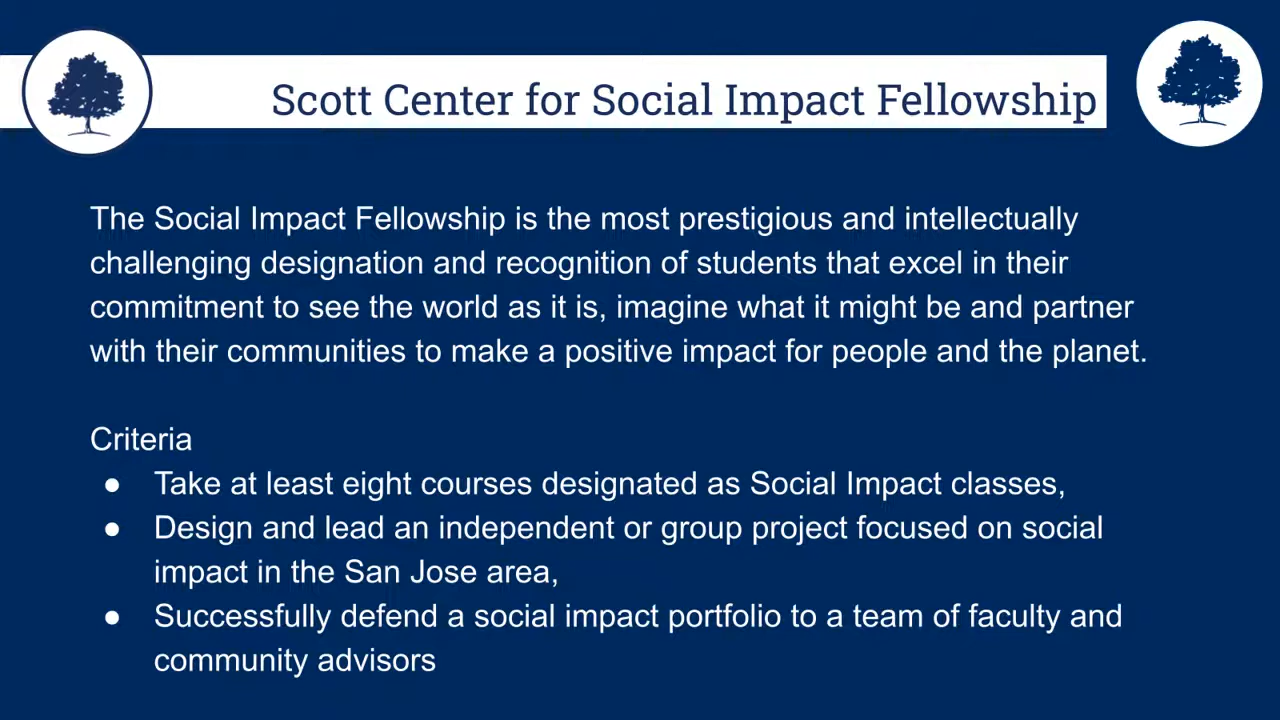 Scott Center for Social Impact Fellowship
The Social Impact Fellowship is the most prestigious and intellectually
challenging designation and recognition of students that excel in their
commitment to see the world as it is, imagine what it might be and partner
with their communities to make a positive impact for people and the planet.
Criteria
● Take at least eight courses designated as Social Impact classes,
● Design and lead an independent or group project focused on social
impact in the San Jose area,
● Successfully defend a social impact portfolio to a team of faculty and
community advisors